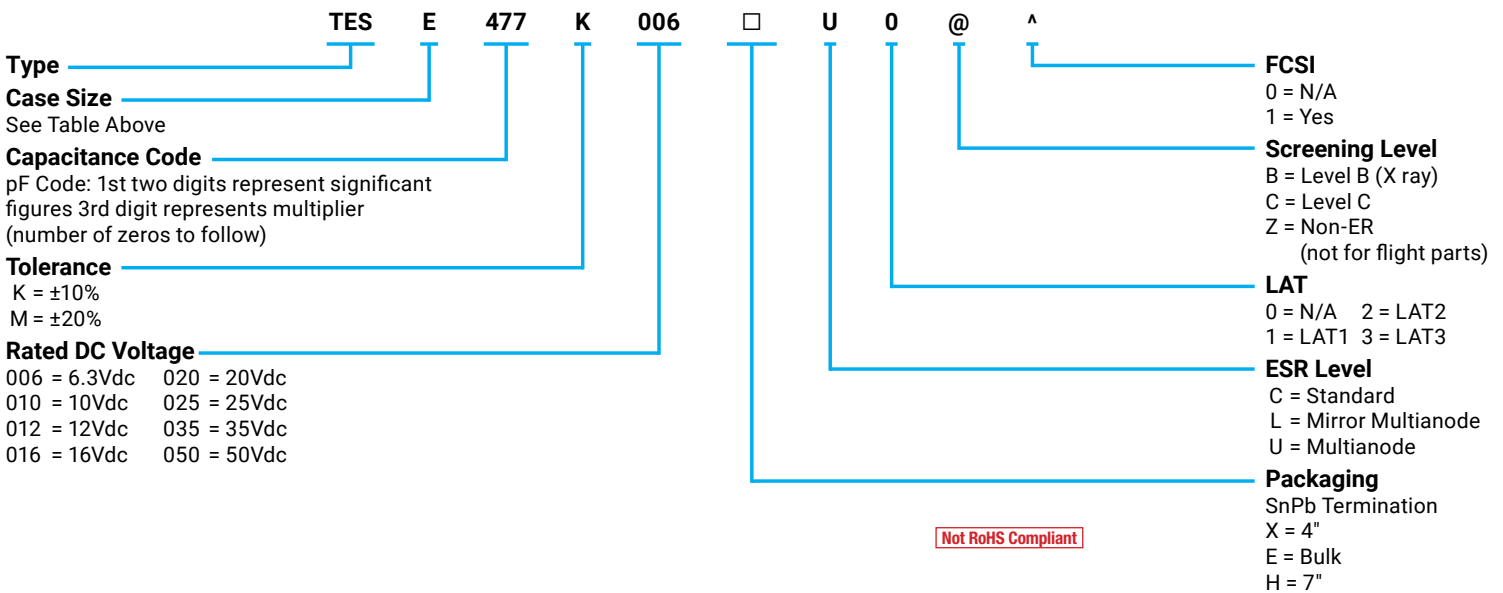 TES E 477 K 006 □ U 0 @ ^
Type
Case Size
See Table Above
Capacitance Code
pF Code: 1st two digits represent significant
figures 3rd digit represents multiplier
(number of zeros to follow)
Tolerance
K = ±10%
M = ±20%
Rated DC Voltage
006 = 6.3Vdc 020 = 20Vdc
010 = 10Vdc 025 = 25Vdc
012 = 12Vdc 035 = 35Vdc
016 = 16Vdc 050 = 50Vdc
FCSI
0 = N/A
1 = Yes
Screening Level
B = Level B (X ray)
C = Level C
Z = Non-ER
(not for flight parts)
LAT
0 = N/A 2 = LAT2
1 = LAT1 3 = LAT3
ESR Level
C = Standard
L = Mirror Multianode
U = Multianode
Packaging
SnPb Termination
X = 4"
E = Bulk
H = 7"
Not RoHS Compliant